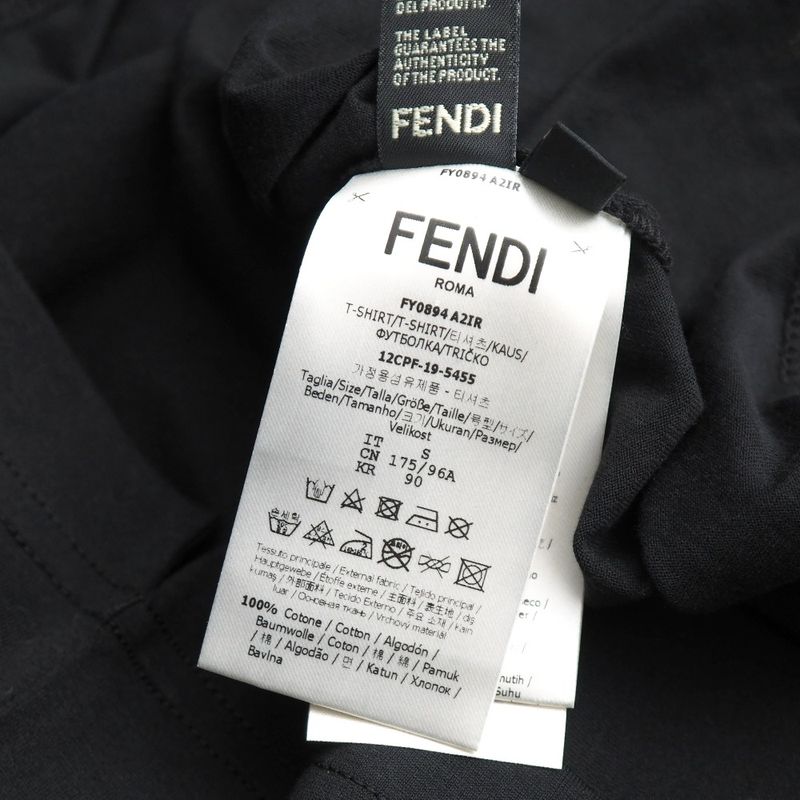 DEL PRODOTTO.
THE LABEL
GUARANTEES THE
AUTHENTICITY
OF THE PRODUCT.
FENDI
FY0894 A2IR
FENDI
ROMA
FY0894 A2IR
T-SHIRT/T-SHIRT/티셔츠/KAUS/
ФУТБОЛКА/TRIČKO
12CPF-19-5455
가정용섬유제품 - 티셔츠
Taglia/Size/Talla/Größe/Taille/号型/サイズ/
Beden/Tamanho/크기/Ukuran/Размер/
Velikost
IT S
CN 175/96A
KR 90
손세탁
Tessuto principale / External fabric / Tejido principal /
Hauptgewebe / Étoffe externe / 主面料 / 表生地 / dış
kumaş / 外部面料 / Tecido Externo / 주요 소재 / kain
luar / Основная ткань / Vrchový materiál
100% Cotone / Cotton / Algodón /
Baumwolle / Coton / 棉 / 綿 / Pamuk
/ 棉 / Algodão / 면 / Katun / Хлопок /
Bavlna